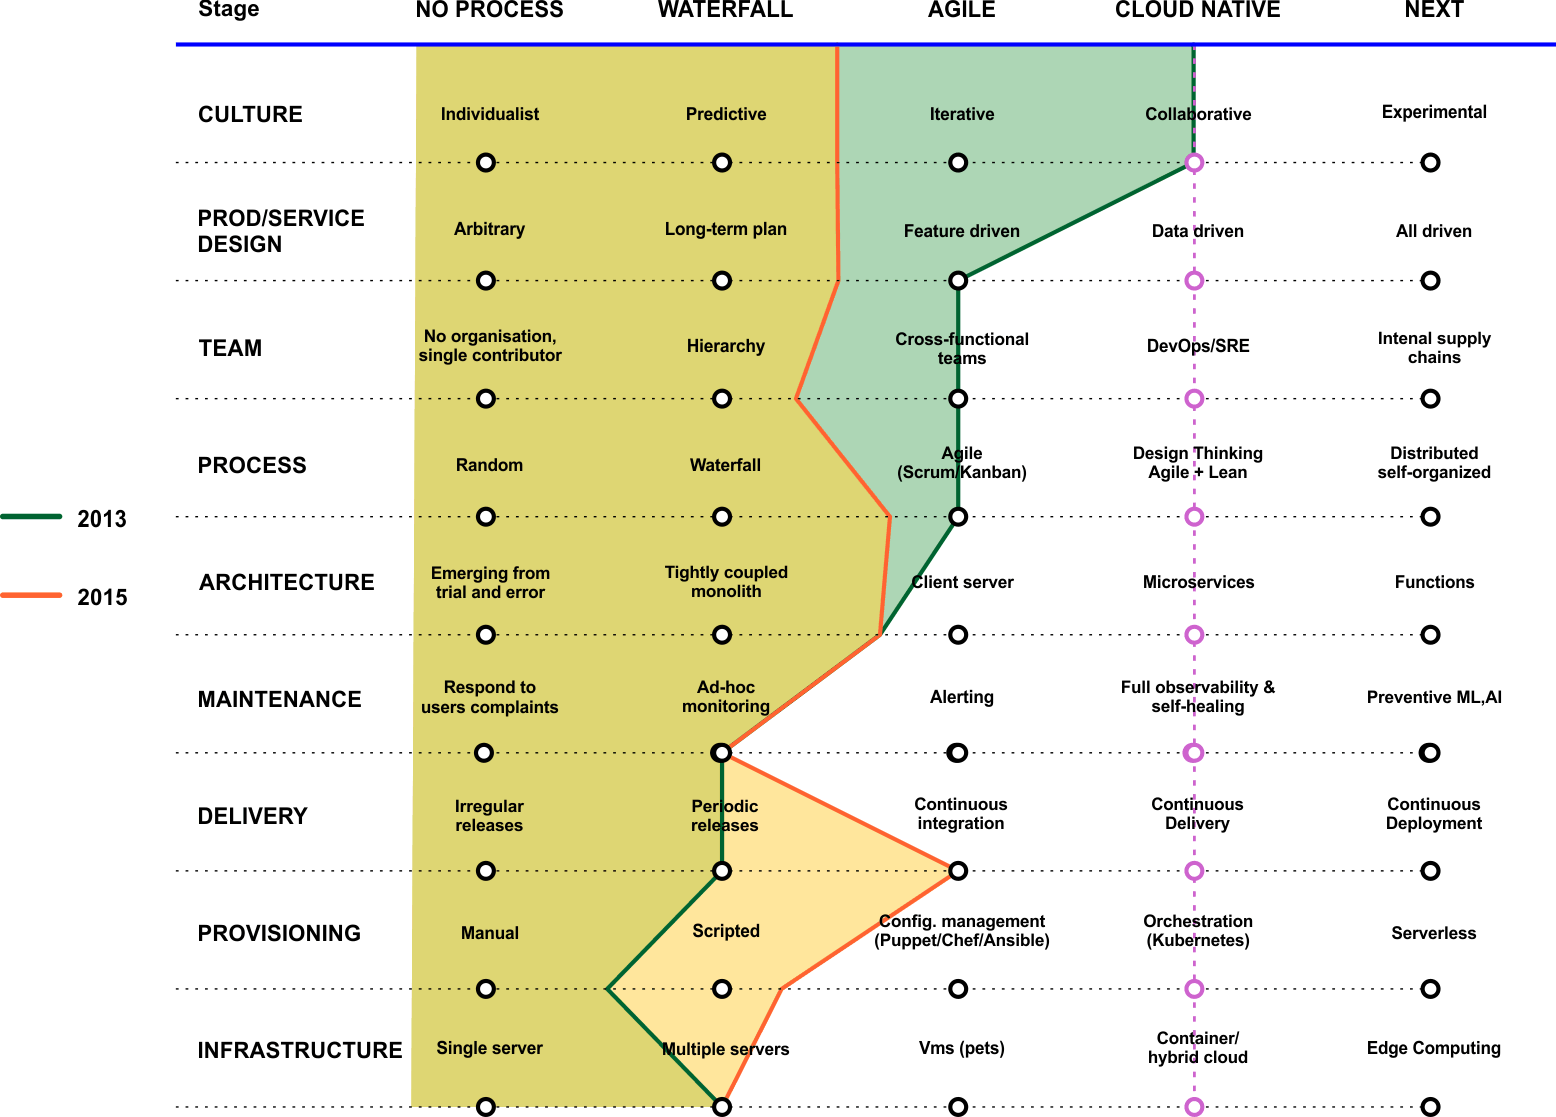 Stage
NO PROCESS
WATERFALL
AGILE
CLOUD NATIVE
NEXT
CULTURE
Individualist
Predictive
Iterative
Collaborative
Experimental
PROD/SERVICE
DESIGN
Arbitrary
Long-term plan
Feature driven
Data driven
All driven
TEAM
No organisation,
single contributor
Hierarchy
Cross-functional
teams
DevOps/SRE
Intenal supply
chains
PROCESS
Random
Waterfall
Agile
(Scrum/Kanban)
Design Thinking
Agile + Lean
Distributed
self-organized
2013
2015
ARCHITECTURE
Emerging from
trial and error
Tightly coupled
monolith
Client server
Microservices
Functions
MAINTENANCE
Respond to
users complaints
Ad-hoc
monitoring
Alerting
Full observability &
self-healing
Preventive ML,AI
DELIVERY
Irregular
releases
Periodic
releases
Continuous
integration
Continuous
Delivery
Continuous
Deployment
PROVISIONING
Manual
Scripted
Config. management
(Puppet/Chef/Ansible)
Orchestration
(Kubernetes)
Serverless
INFRASTRUCTURE
Single server
Multiple servers
Vms (pets)
Container/
hybrid cloud
Edge Computing